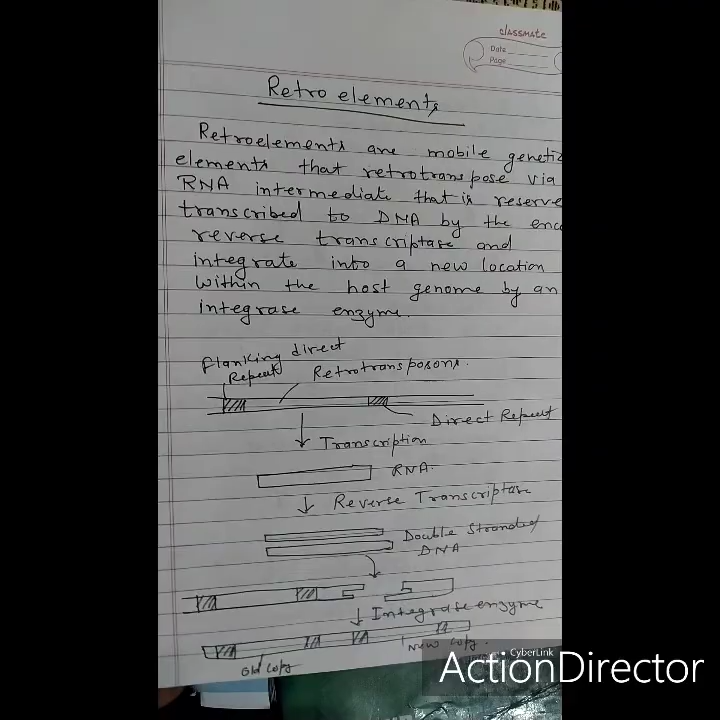 classmate
Date
Page
Retro elements
Retroelements are mobile genetic
elements that retrotranspose via
RNA intermediate that is reserve
transcribed to DNA by the enc
reverse transcriptase and
integrate into a new location
within the host genome by an
integrase enzyme.
Flanking direct
Repeat
Retrotransposons.
Direct Repeat
Transcription
RNA.
Reverse Transcriptase
Double Stranded
DNA
Integrase enzyme
Old copy
New copy.
CyberLink
ActionDirector